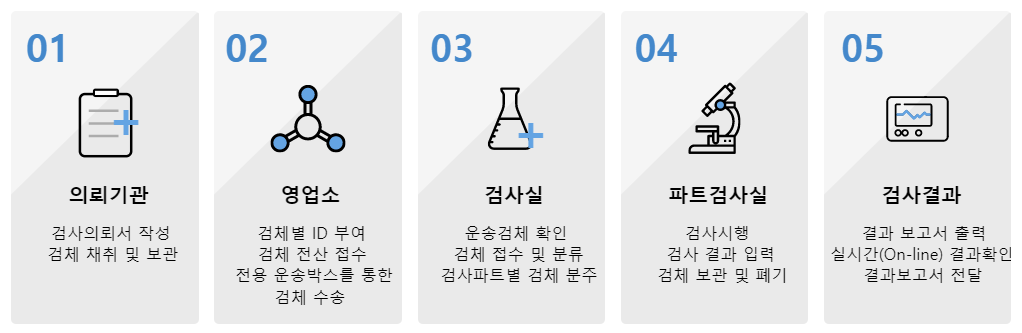 01
의뢰기관
검사의뢰서 작성
검체 채취 및 보관
02
영업소
검체별 ID 부여
검체 전산 접수
전용 운송박스를 통한
검체 수송
03
검사실
운송검체 확인
검체 접수 및 분류
검사파트별 검체 분주
04
파트검사실
검사시행
검사 결과 입력
검체 보관 및 폐기
05
검사결과
결과 보고서 출력
실시간(On-line) 결과확인
결과보고서 전달